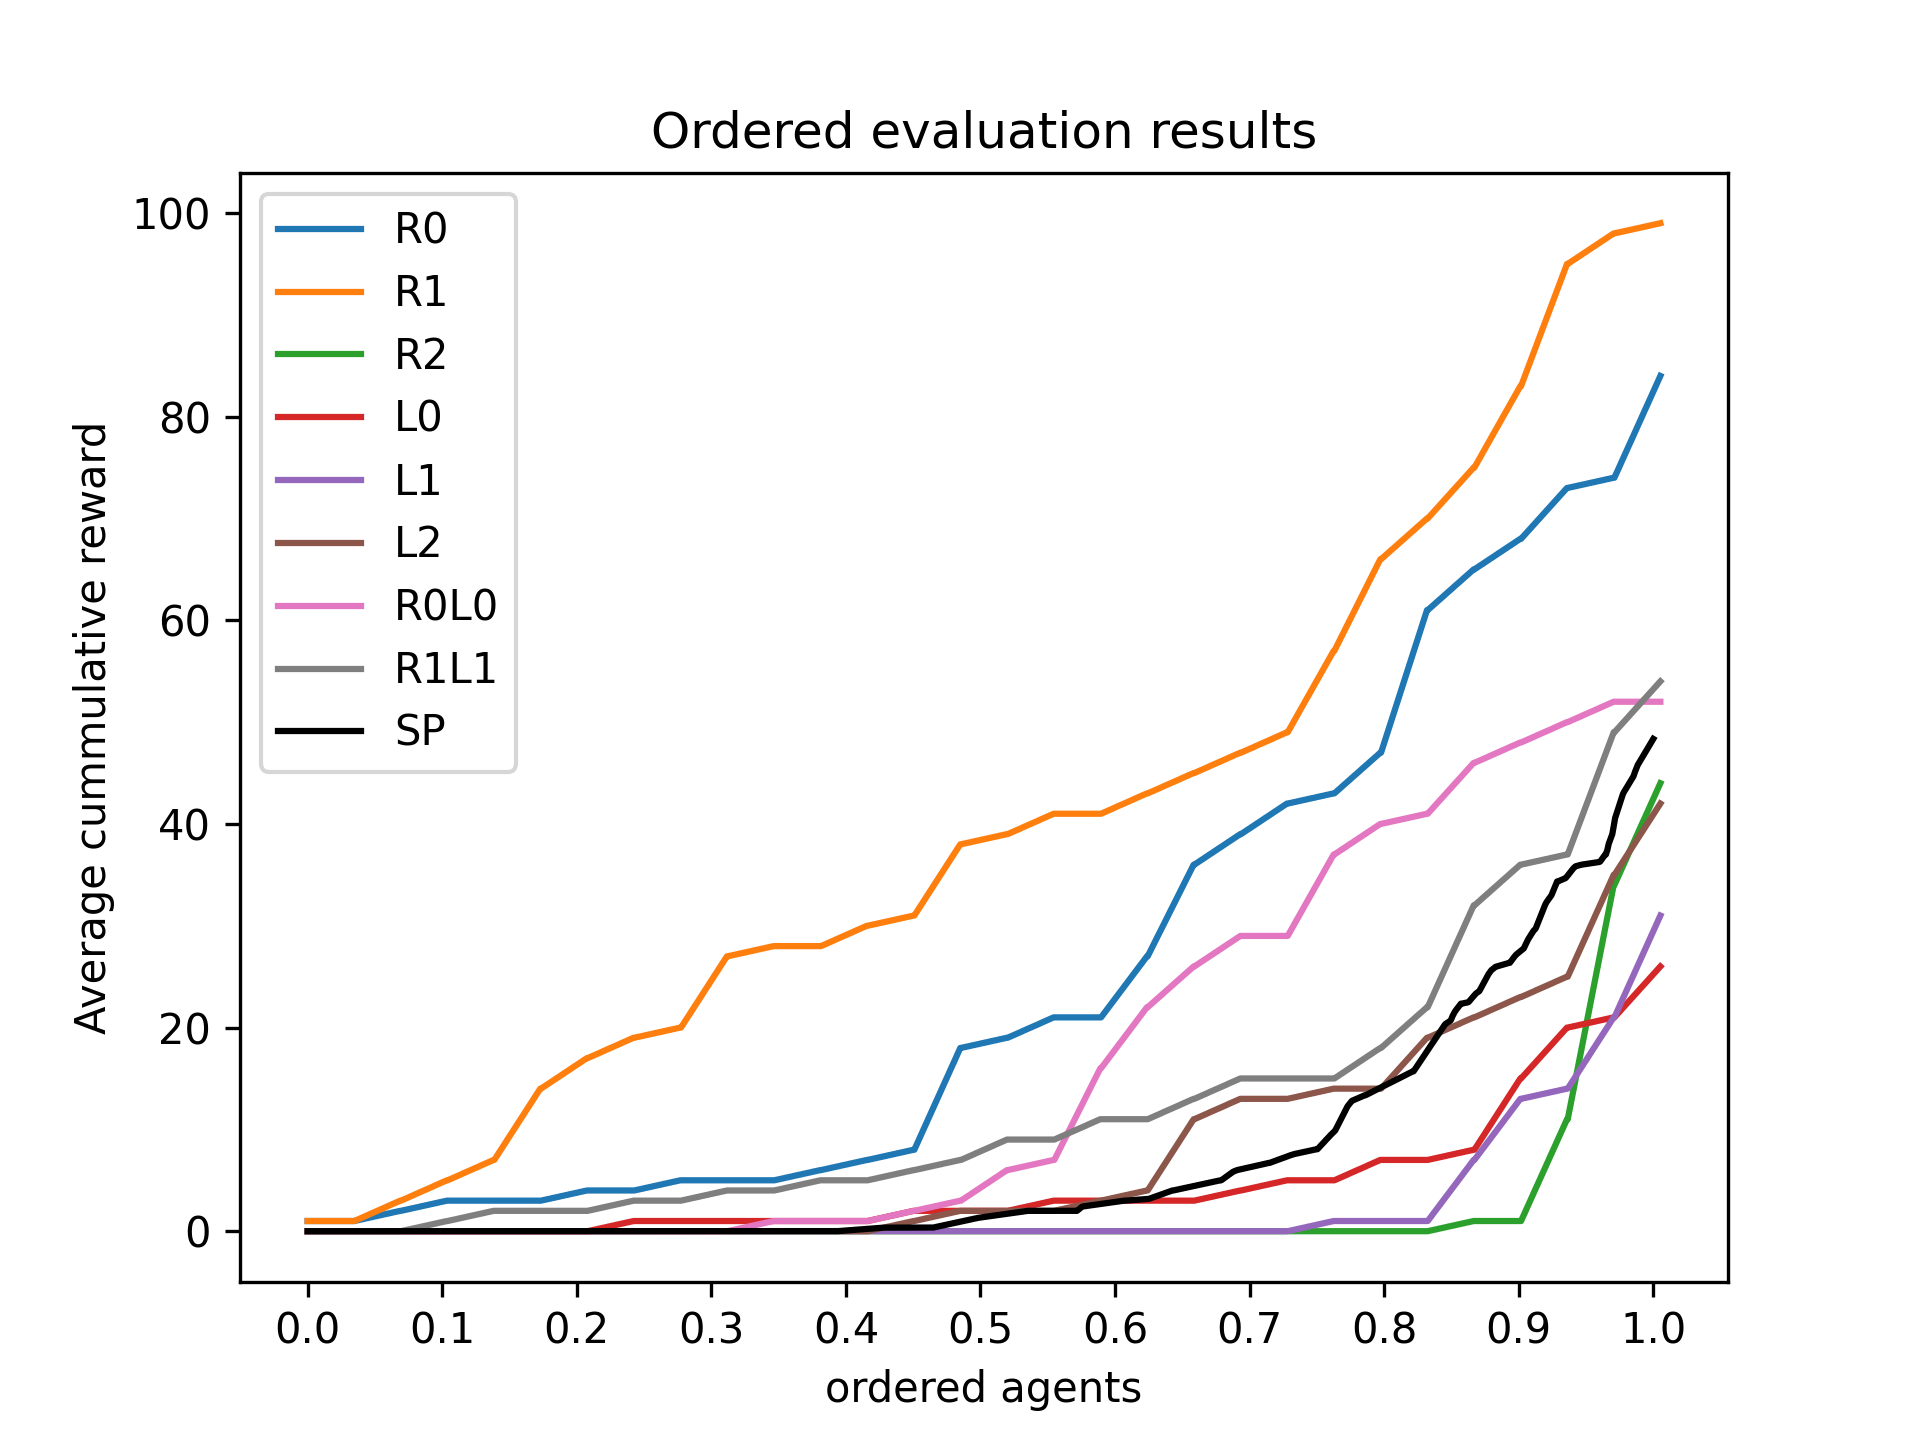 Ordered evaluation results
Average cummulative reward
100
80
60
40
20
0
R0
R1
R2
L0
L1
L2
R0L0
R1L1
SP
0.0 0.1 0.2 0.3 0.4 0.5 0.6 0.7 0.8 0.9 1.0
ordered agents